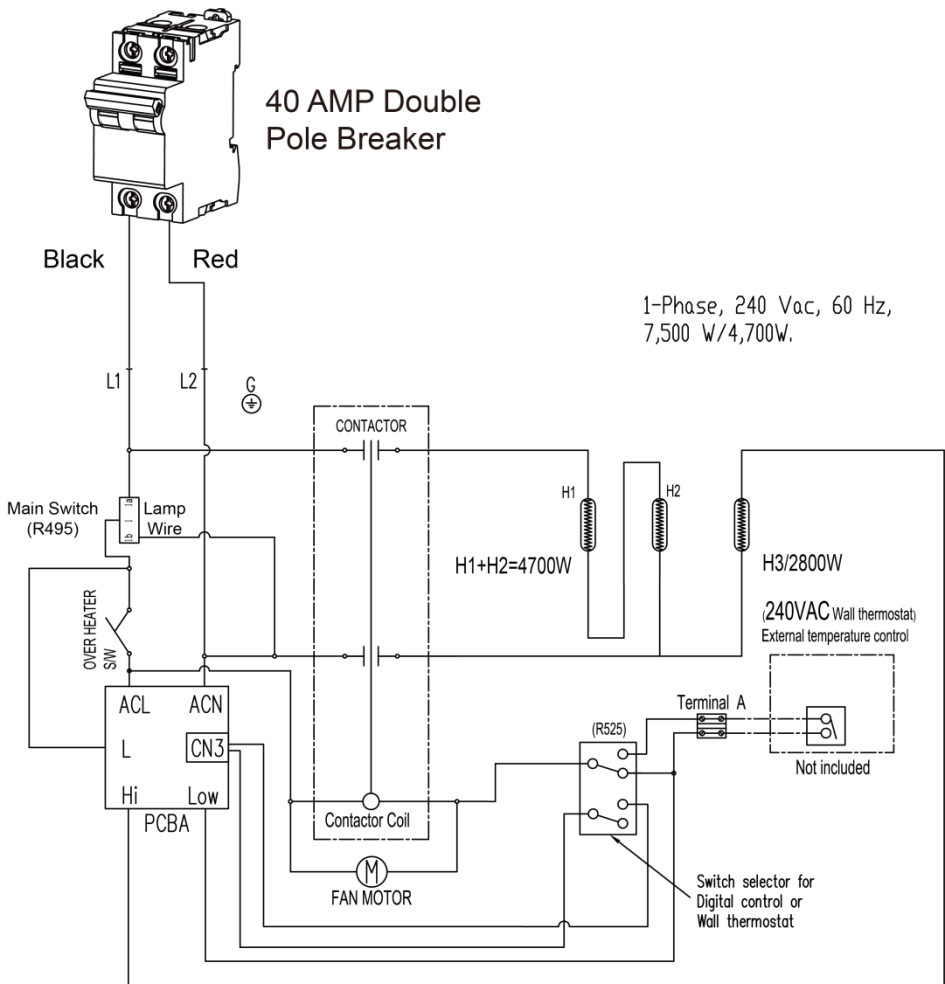 40 AMP Double
Pole Breaker
Black
Red
1-Phase, 240 Vac, 60 Hz,
7,500 W/4,700W.
L1
L2
G
CONTACTOR
Main Switch
(R495)
1a
1
1b
Lamp
Wire
H1
H2
H1+H2=4700W
H3/2800W
OVER HEATER
S/W
(240VAC Wall thermostat)
External temperature control
ACL
ACN
L
CN3
Hi
Low
PCBA
Terminal A
(R525)
Not included
Contactor Coil
M
FAN MOTOR
Switch selector for
Digital control or
Wall thermostat